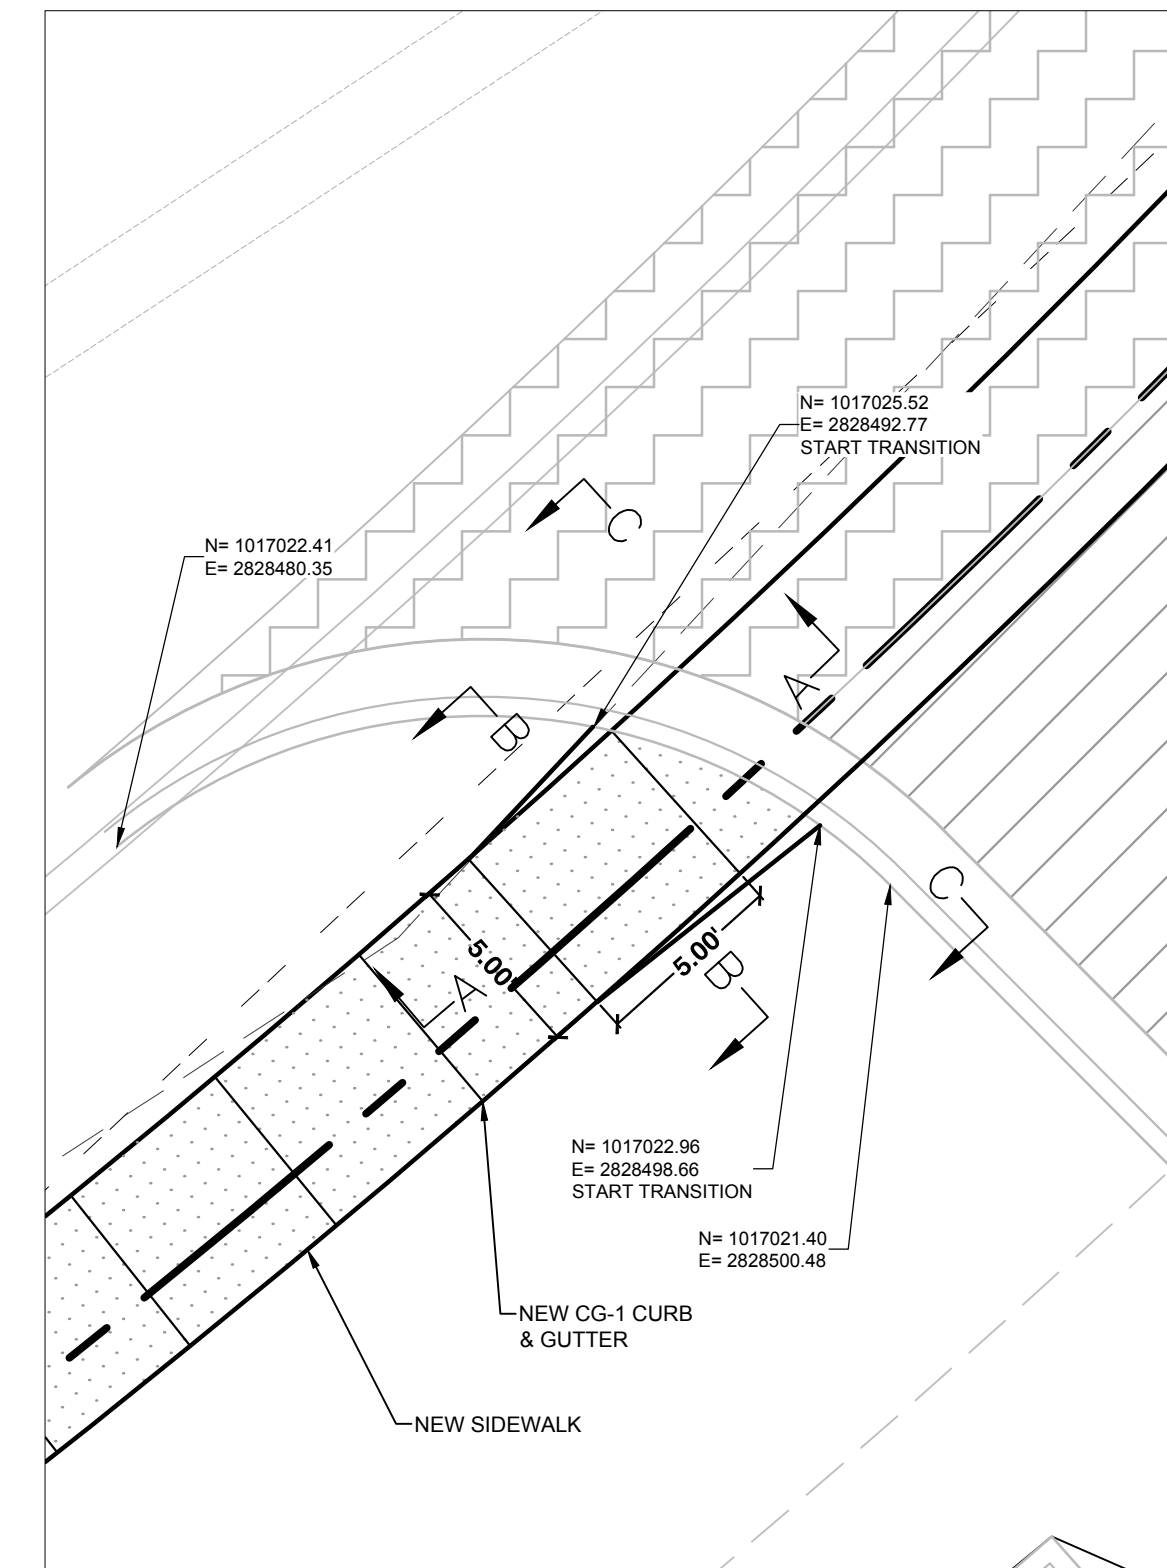 N= 1017025.52
E= 2828492.77
START TRANSITION
C
N= 1017022.41
E= 2828480.35
A
B
C
5.00'
A
5.00'
B
N= 1017022.96
E= 2828498.66
START TRANSITION
N= 1017021.40
E= 2828500.48
NEW CG-1 CURB
& GUTTER
NEW SIDEWALK